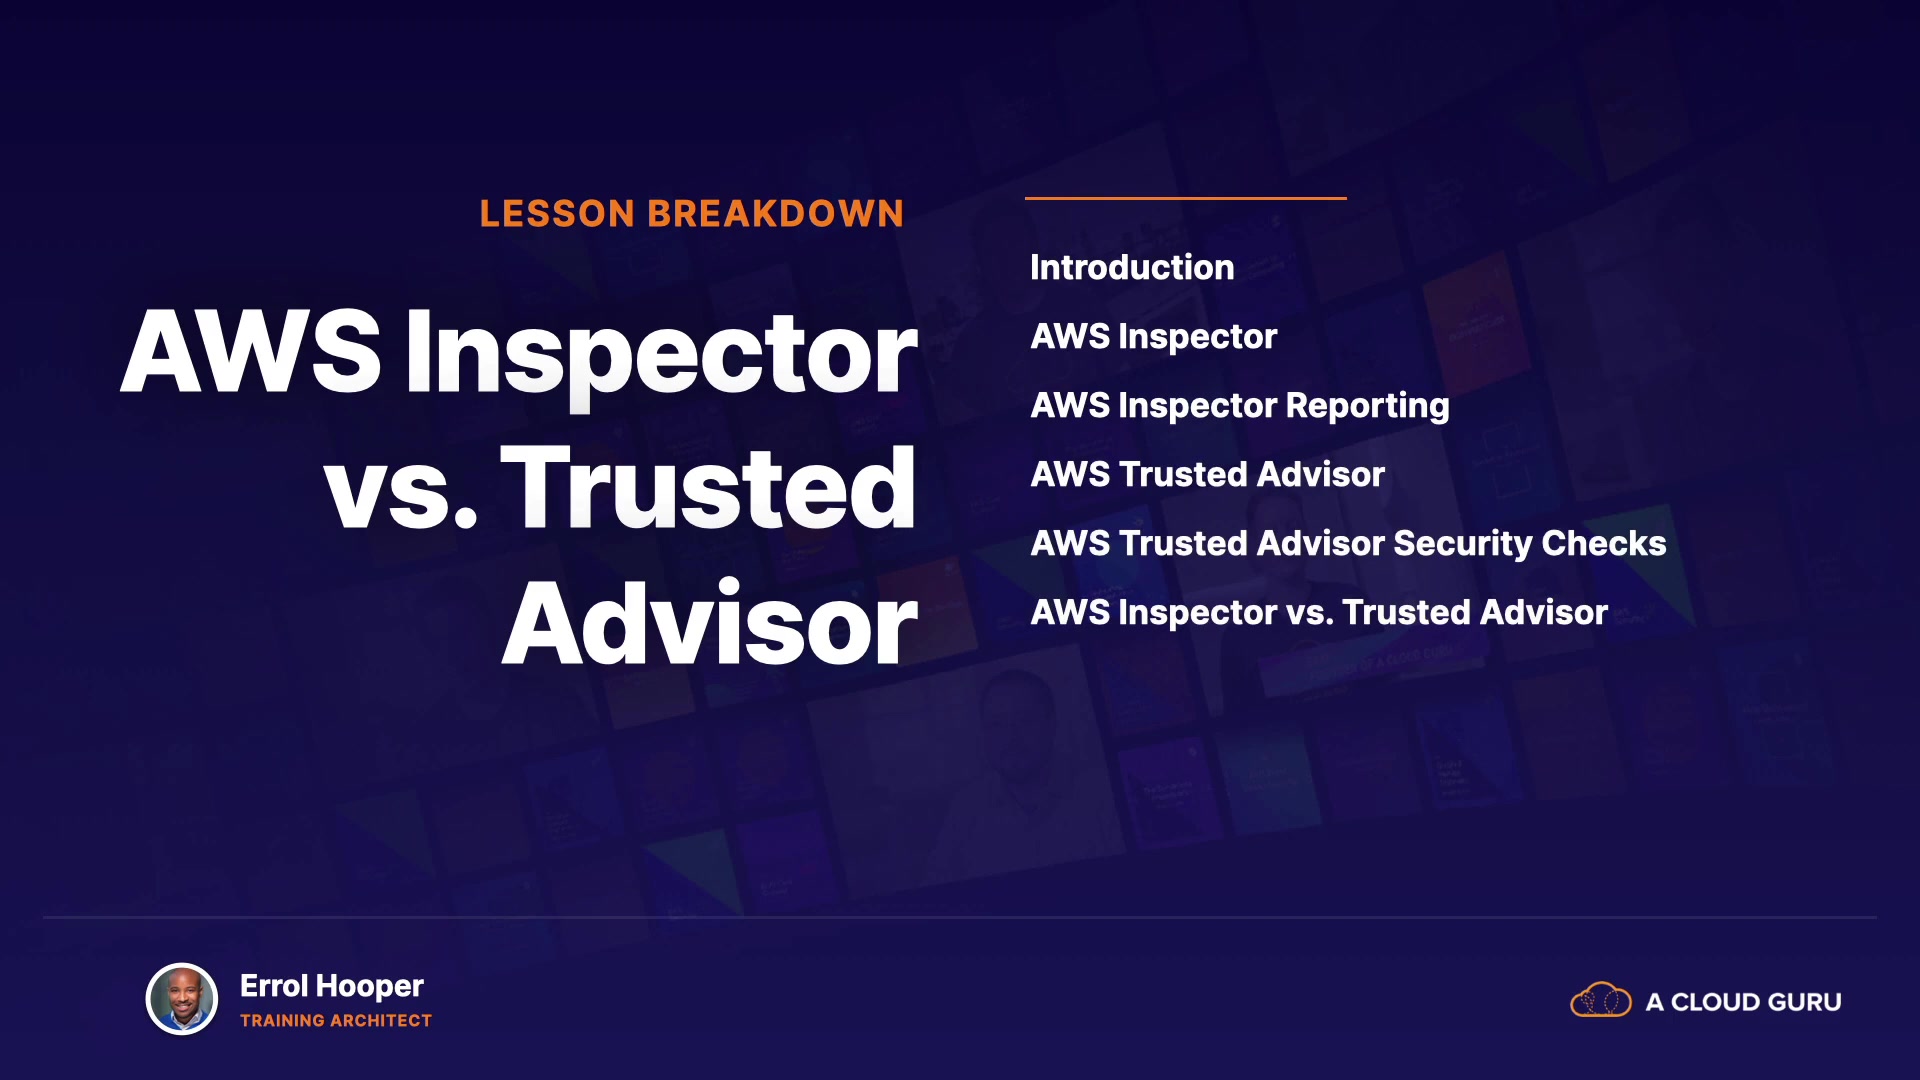 LESSON BREAKDOWN
AWS Inspector
vs. Trusted
Advisor
Introduction
AWS Inspector
AWS Inspector Reporting
AWS Trusted Advisor
AWS Trusted Advisor Security Checks
AWS Inspector vs. Trusted Advisor
Errol Hooper
TRAINING ARCHITECT
A CLOUD GURU